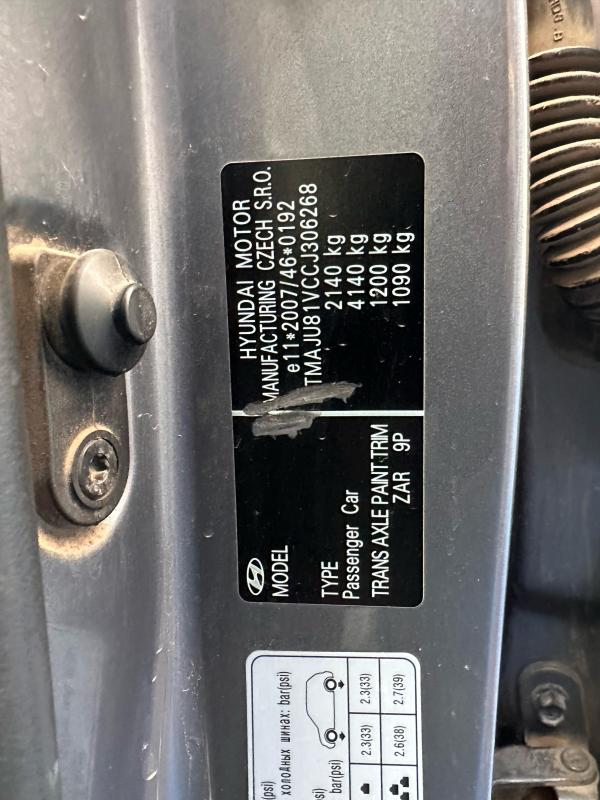 HYUNDAI MOTOR
MANUFACTURING CZECH S.R.O.
e11*2007/46*0192
TMAJU81VCCJ306268
2140 kg
4140 kg
1200 kg
1090 kg
MODEL
TYPE
Passenger Car
TRANS AXLE PAINT TRIM
ZAR 9P
холодных шинах: bar(psi)
bar(psi)
2.3(33) 2.3(33)
2.6(38) 2.7(39)